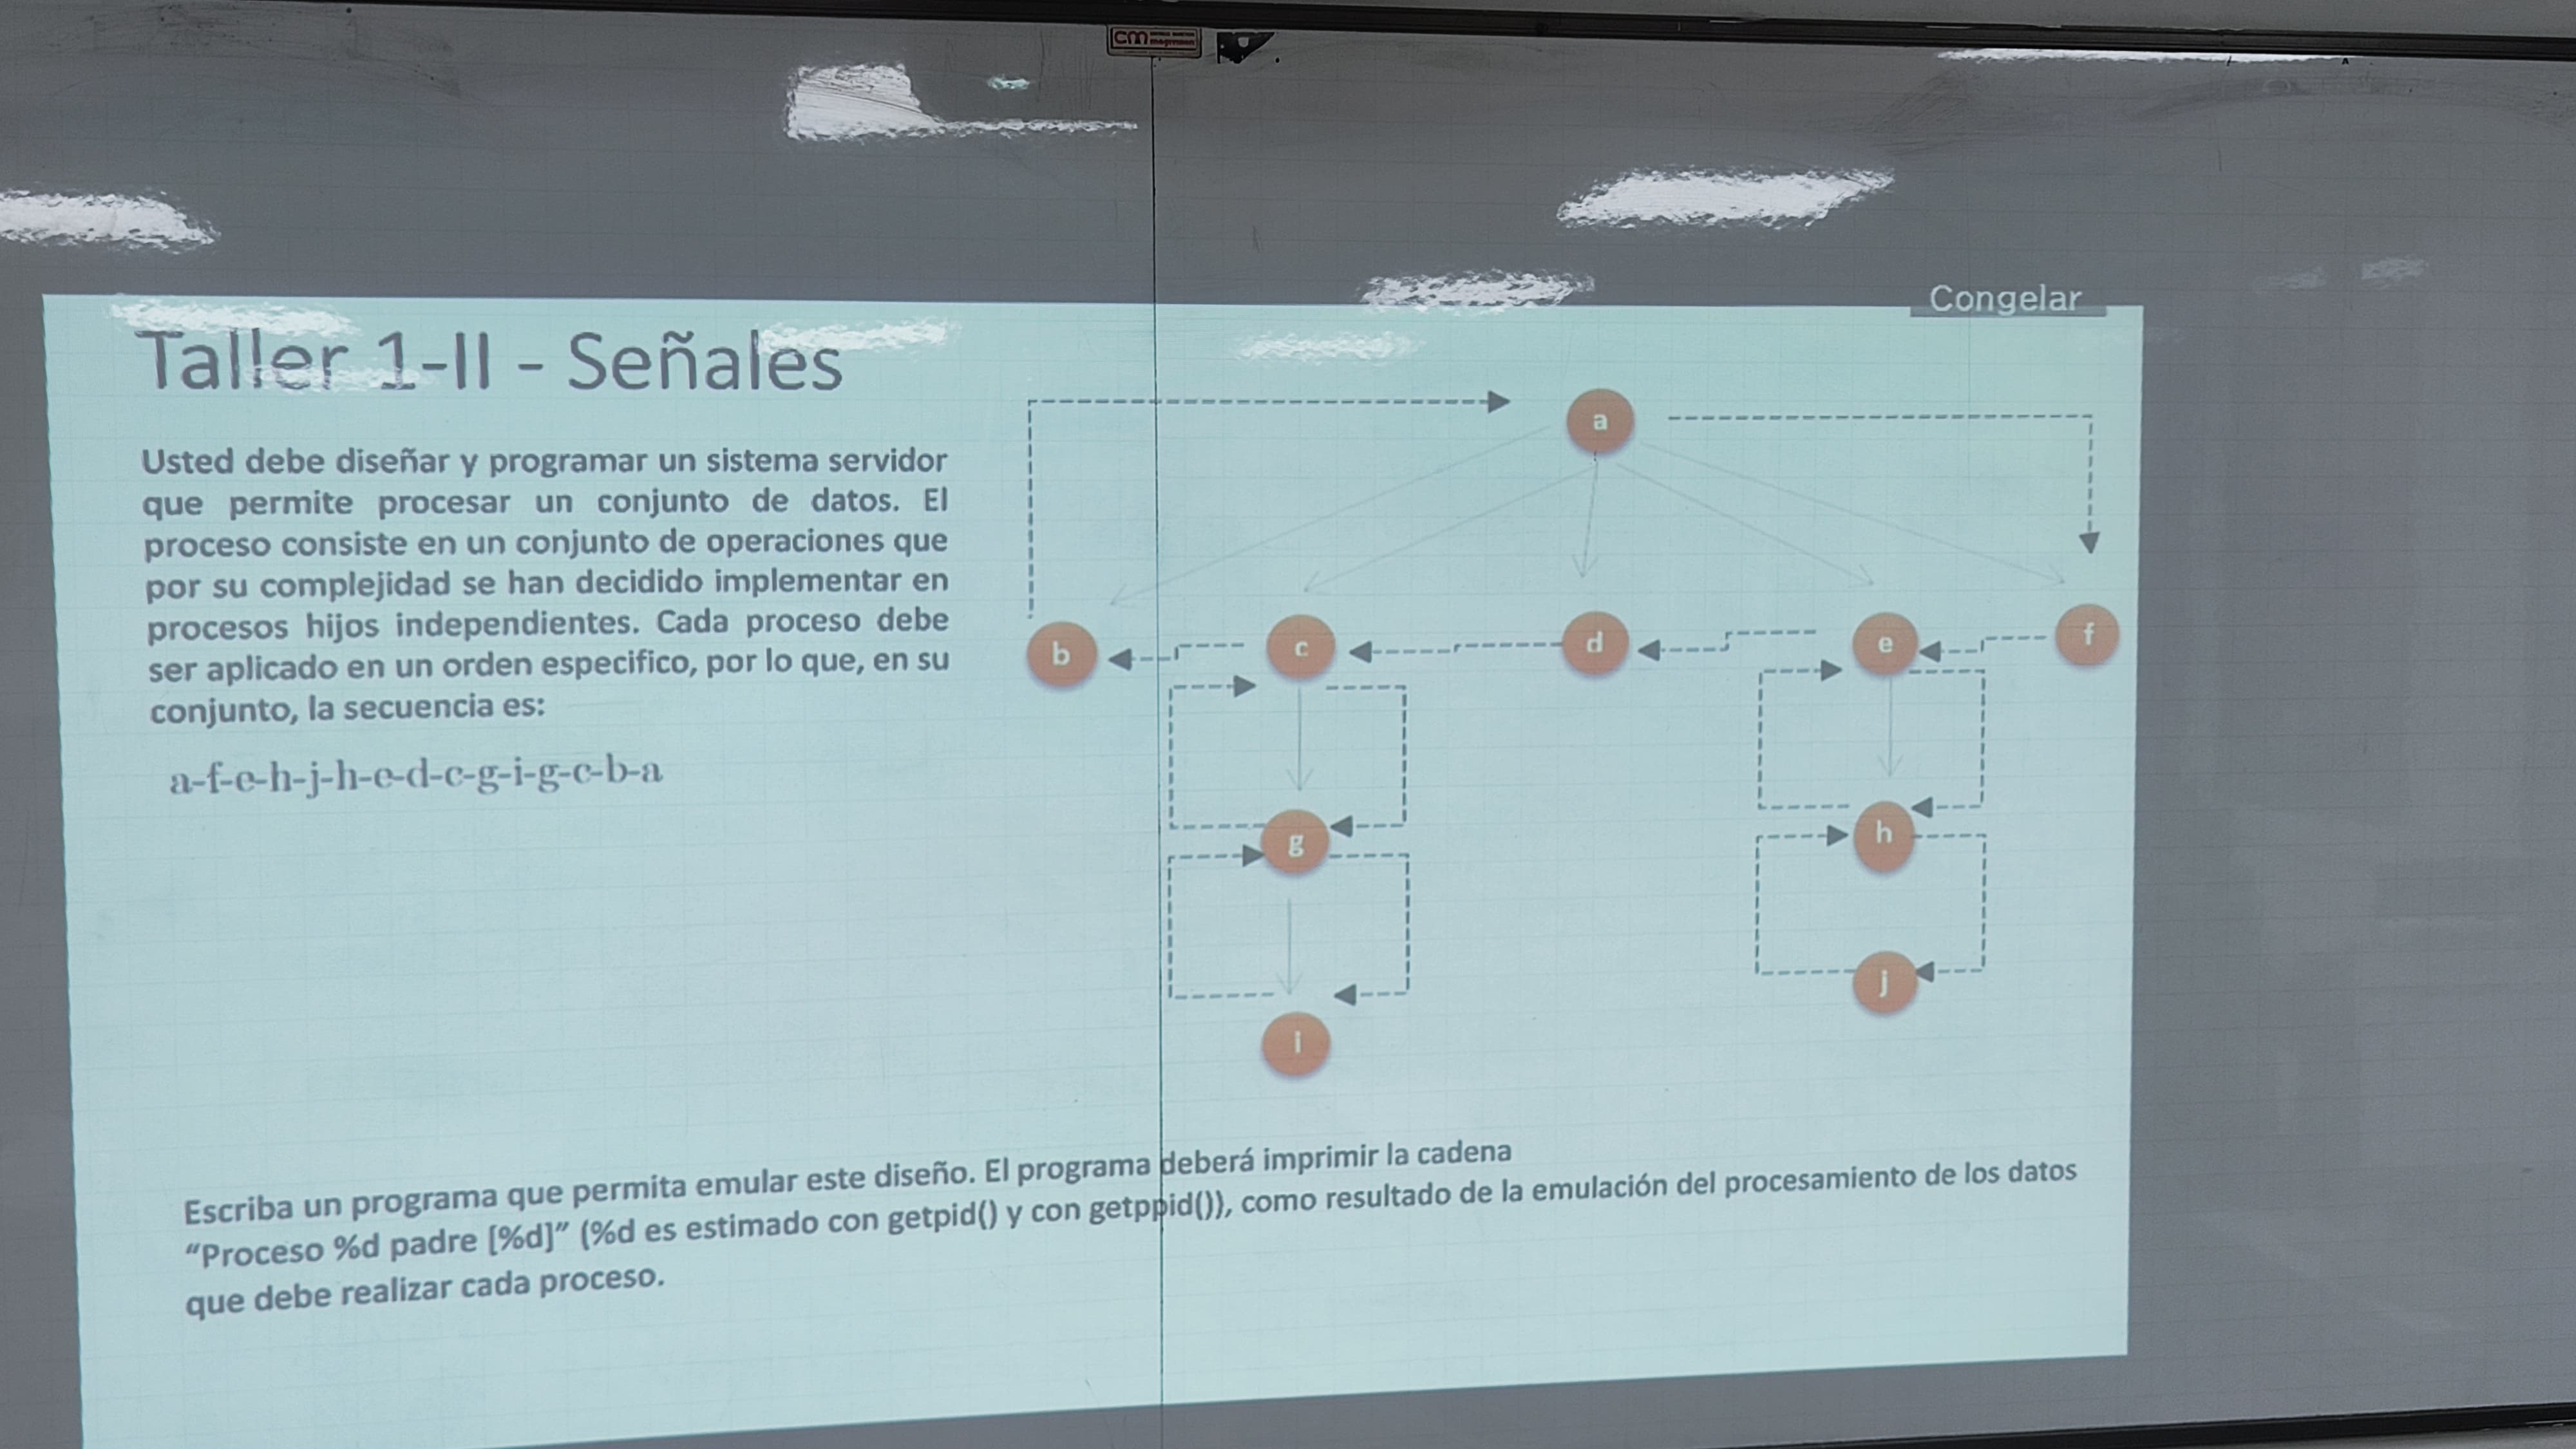 cm
Congelar
Taller 1-II - Señales
Usted debe diseñar y programar un sistema servidor
que permite procesar un conjunto de datos. El
proceso consiste en un conjunto de operaciones que
por su complejidad se han decidido implementar en
procesos hijos independientes. Cada proceso debe
ser aplicado en un orden especifico, por lo que, en su
conjunto, la secuencia es:
a-f-e-h-j-h-e-d-c-g-i-g-c-b-a
a
b
c
d
e
f
g
h
i
j
Escriba un programa que permita emular este diseño. El programa deberá imprimir la cadena
“Proceso %d padre [%d]” (%d es estimado con getpid() y con getppid()), como resultado de la emulación del procesamiento de los datos
que debe realizar cada proceso.